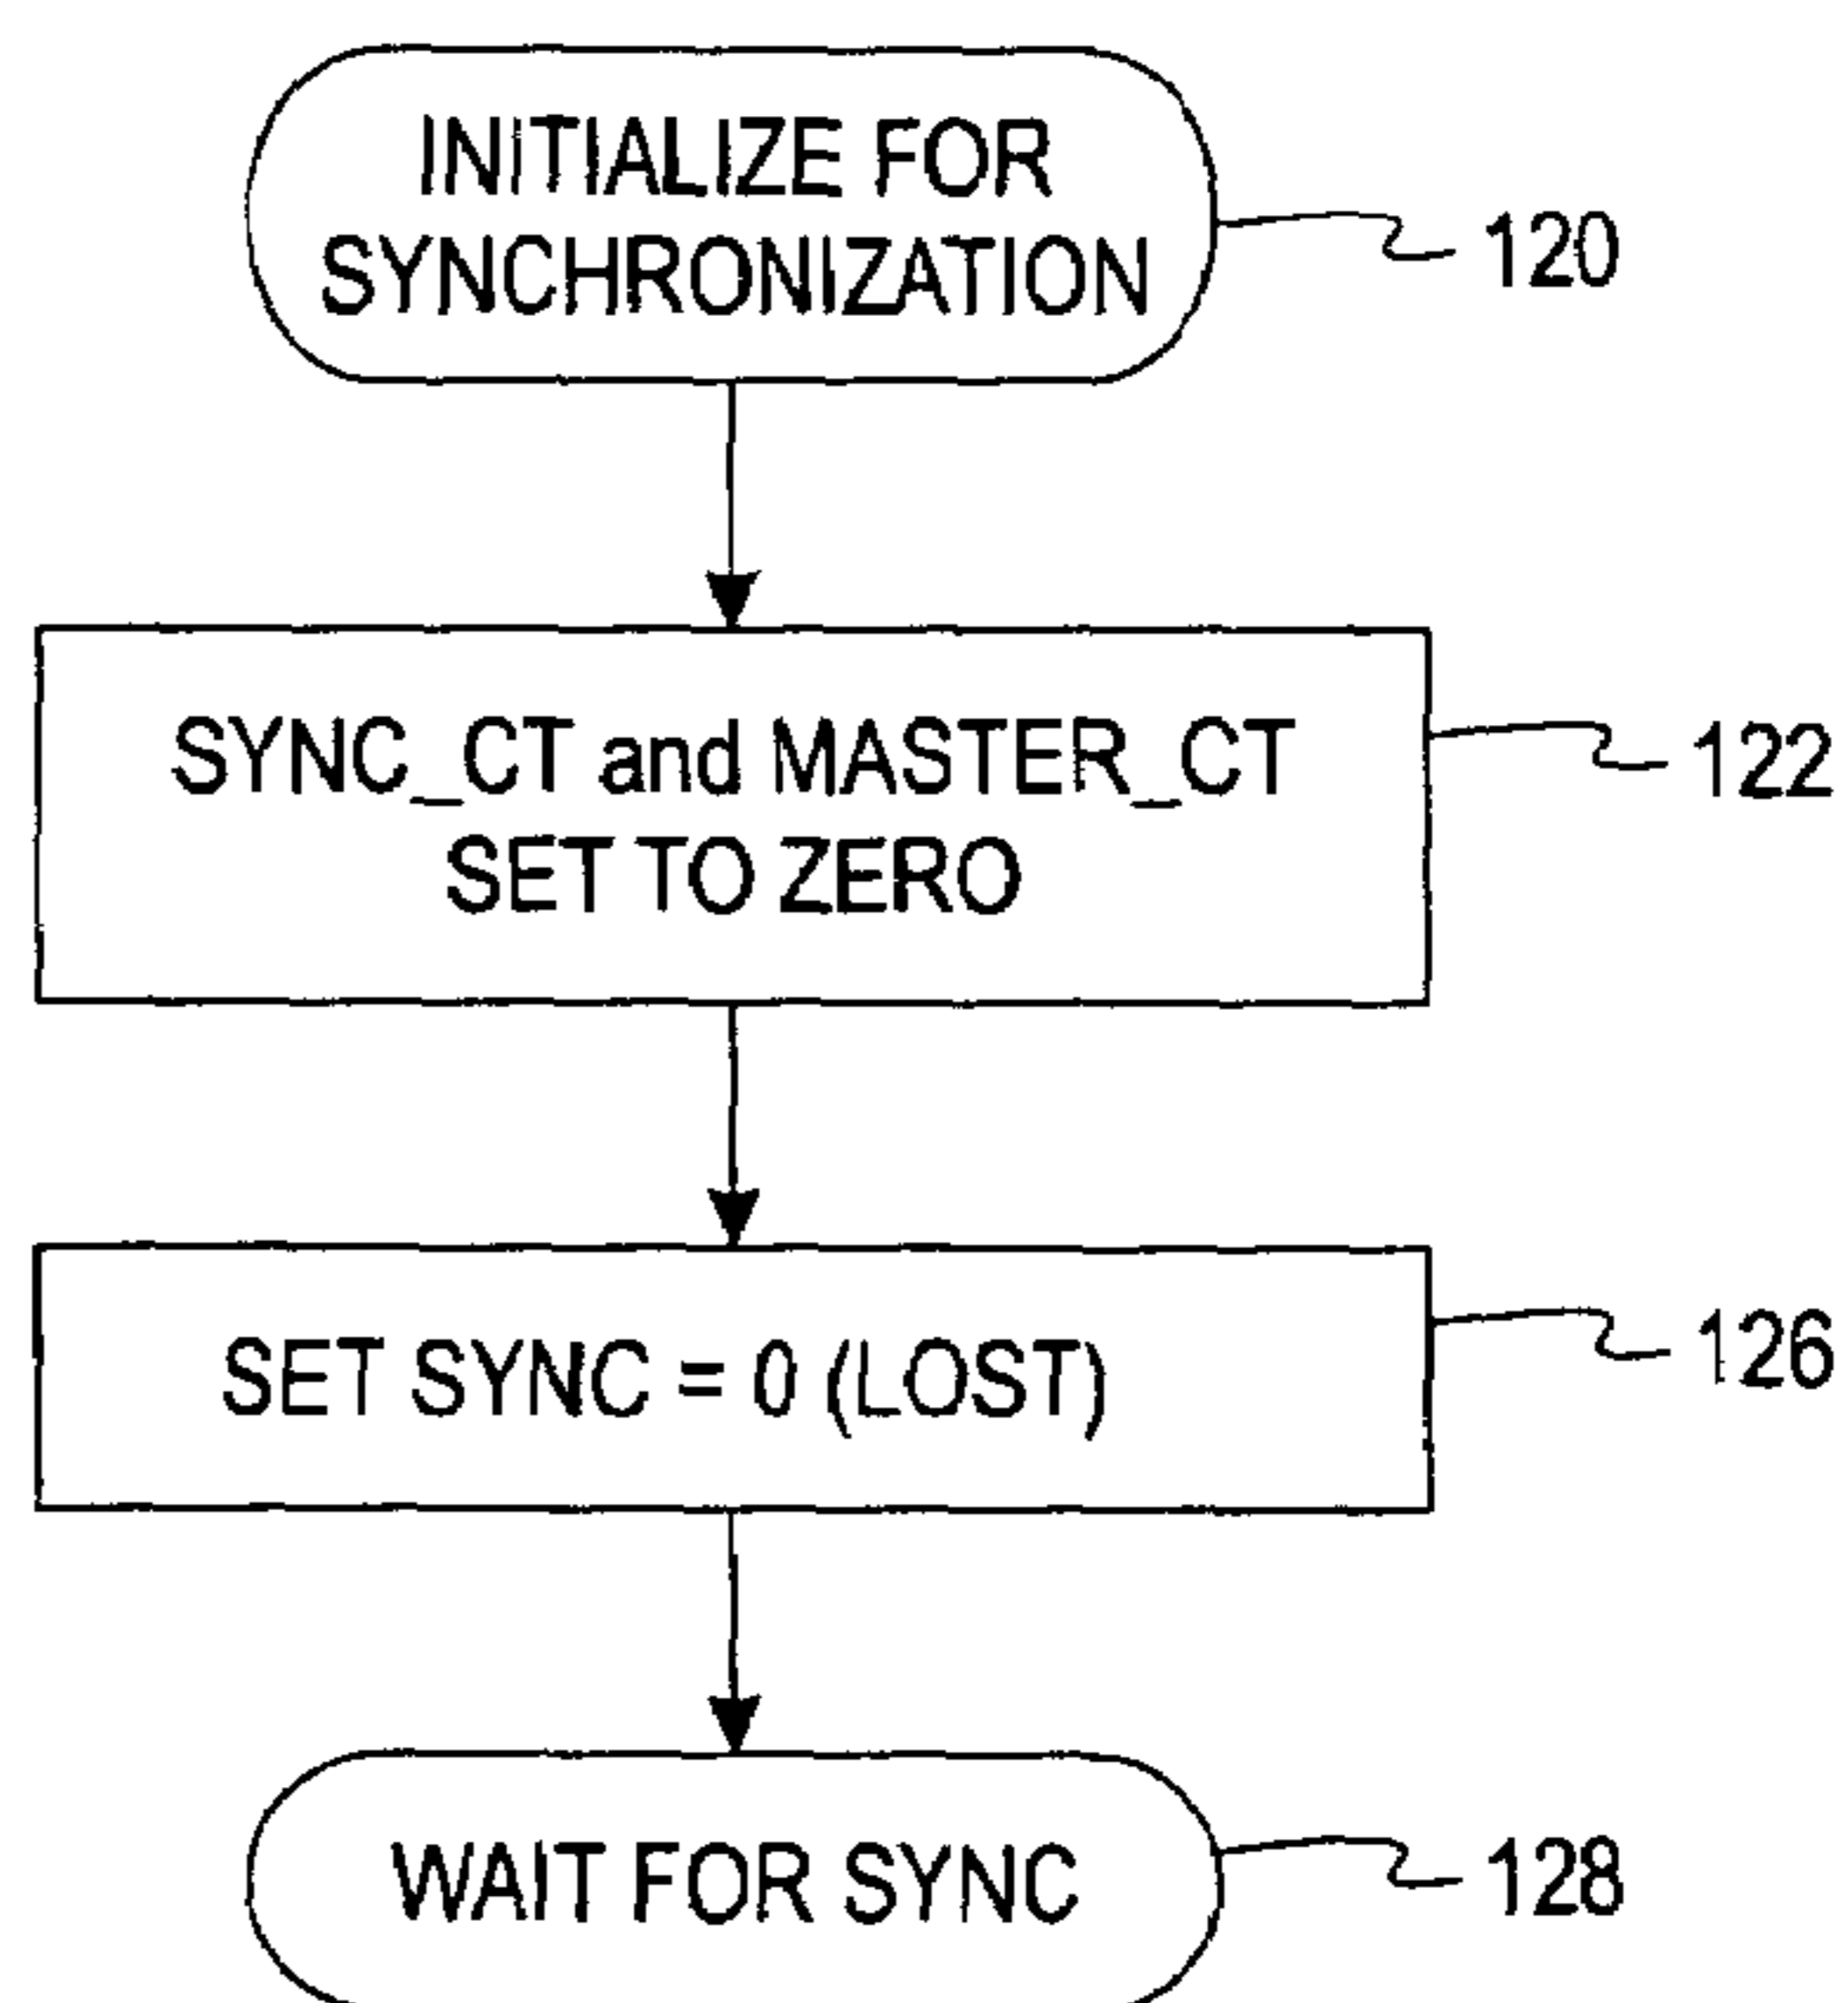 INITIALIZE FOR
SYNCHRONIZATION
120
SYNC_CT and MASTER_CT
SET TO ZERO
122
SET SYNC = 0 (LOST)
126
WAIT FOR SYNC
128